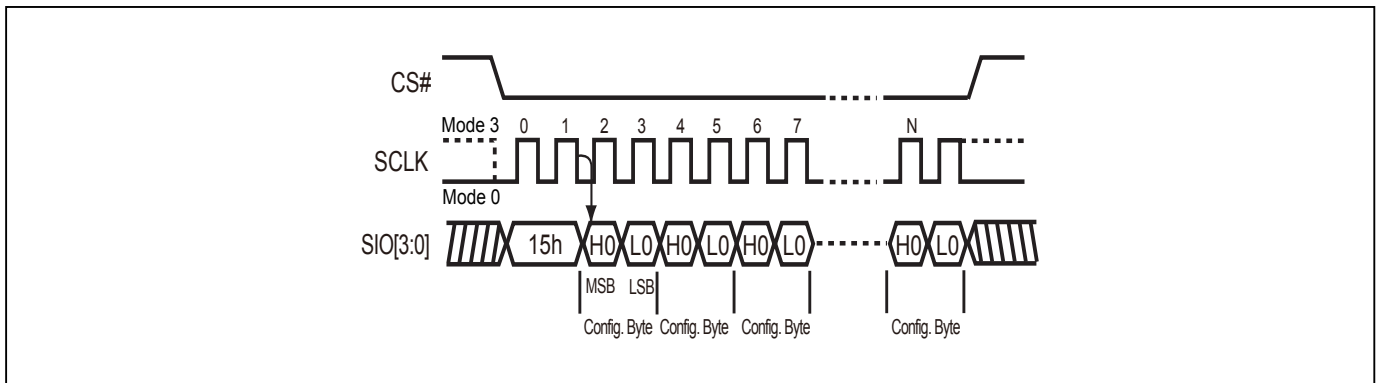 CS#
Mode 3 0 1 2 3 4 5 6 7 N
SCLK
Mode 0
SIO[3:0] 15h H0 L0 H0 L0 H0 L0 H0 L0
MSB LSB
Config. Byte Config. Byte Config. Byte Config. Byte